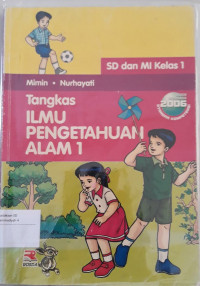 SD dan MI Kelas 1
Mimin • Nurhayati
Tangkas
2006
ILMU
PENGETAHUAN
ALAM 1